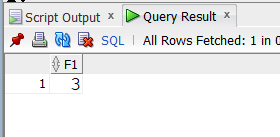 Script Output x Query Result x
SQL | All Rows Fetched: 1 in 0
F1
1 3